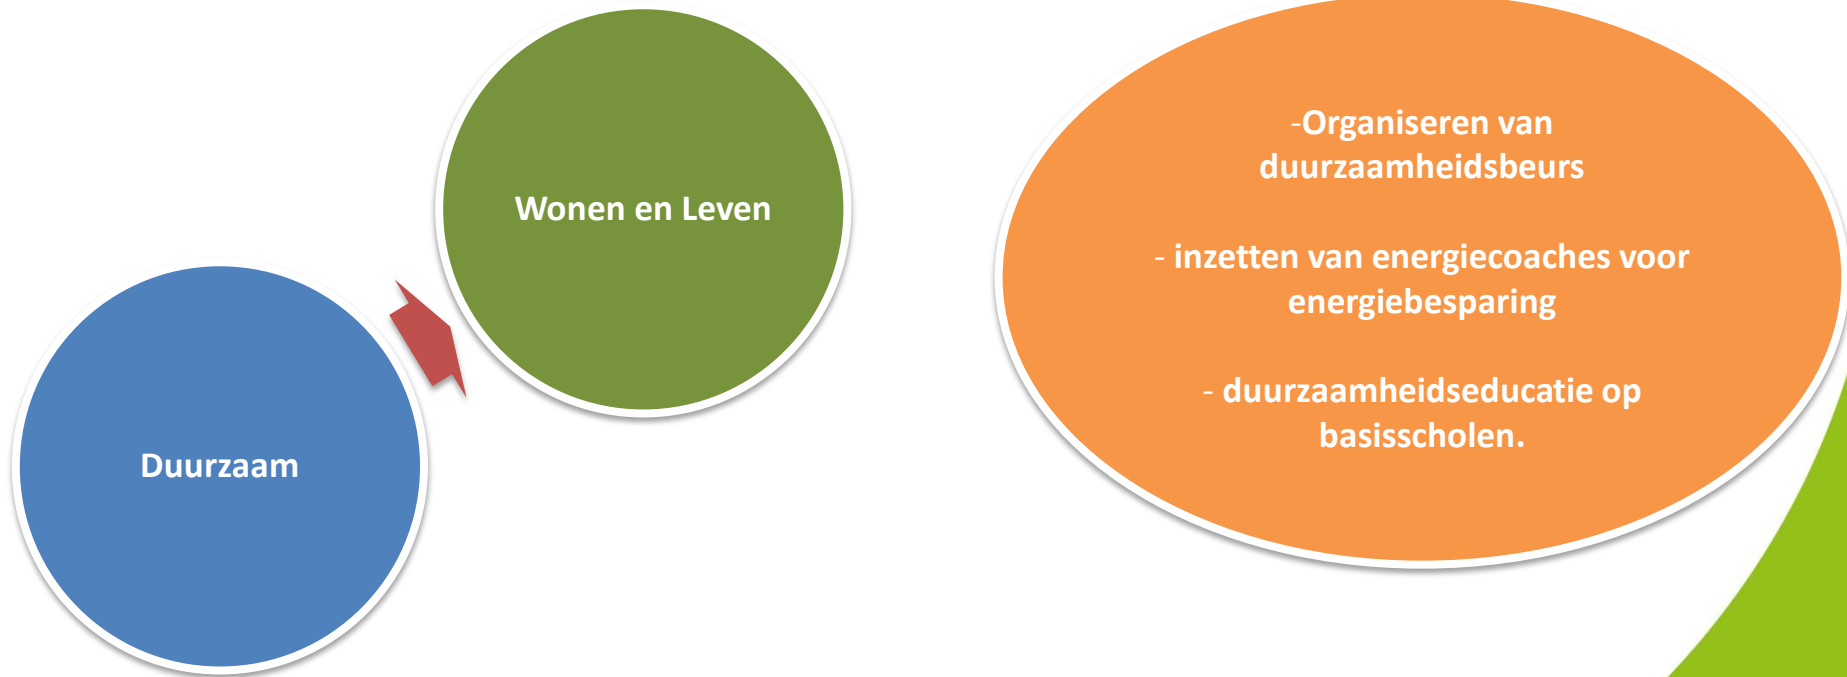 Duurzaam
Wonen en Leven
-Organiseren van
duurzaamheidsbeurs
- inzetten van energiecoaches voor
energiebesparing
- duurzaamheidseducatie op
basisscholen.